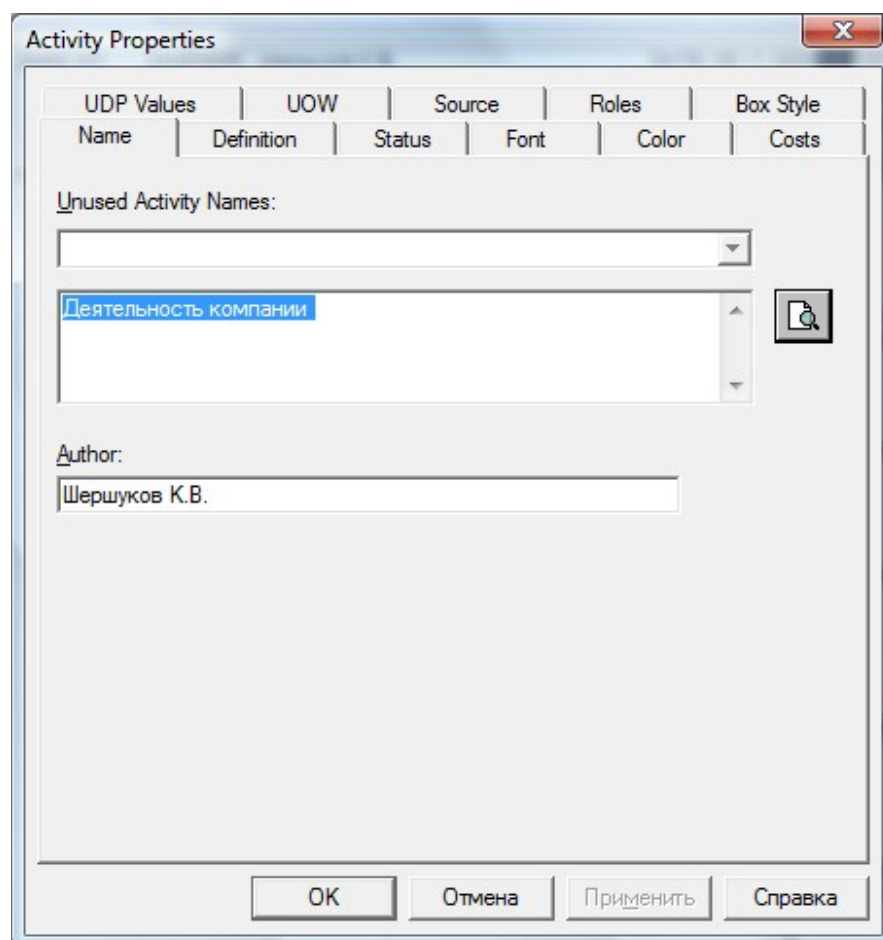 Activity Properties
UDP Values UOW Source Roles Box Style
Name Definition Status Font Color Costs
Unused Activity Names:
Деятельность компании
Author:
Шершуков К.В.
OK Отмена Применить Справка